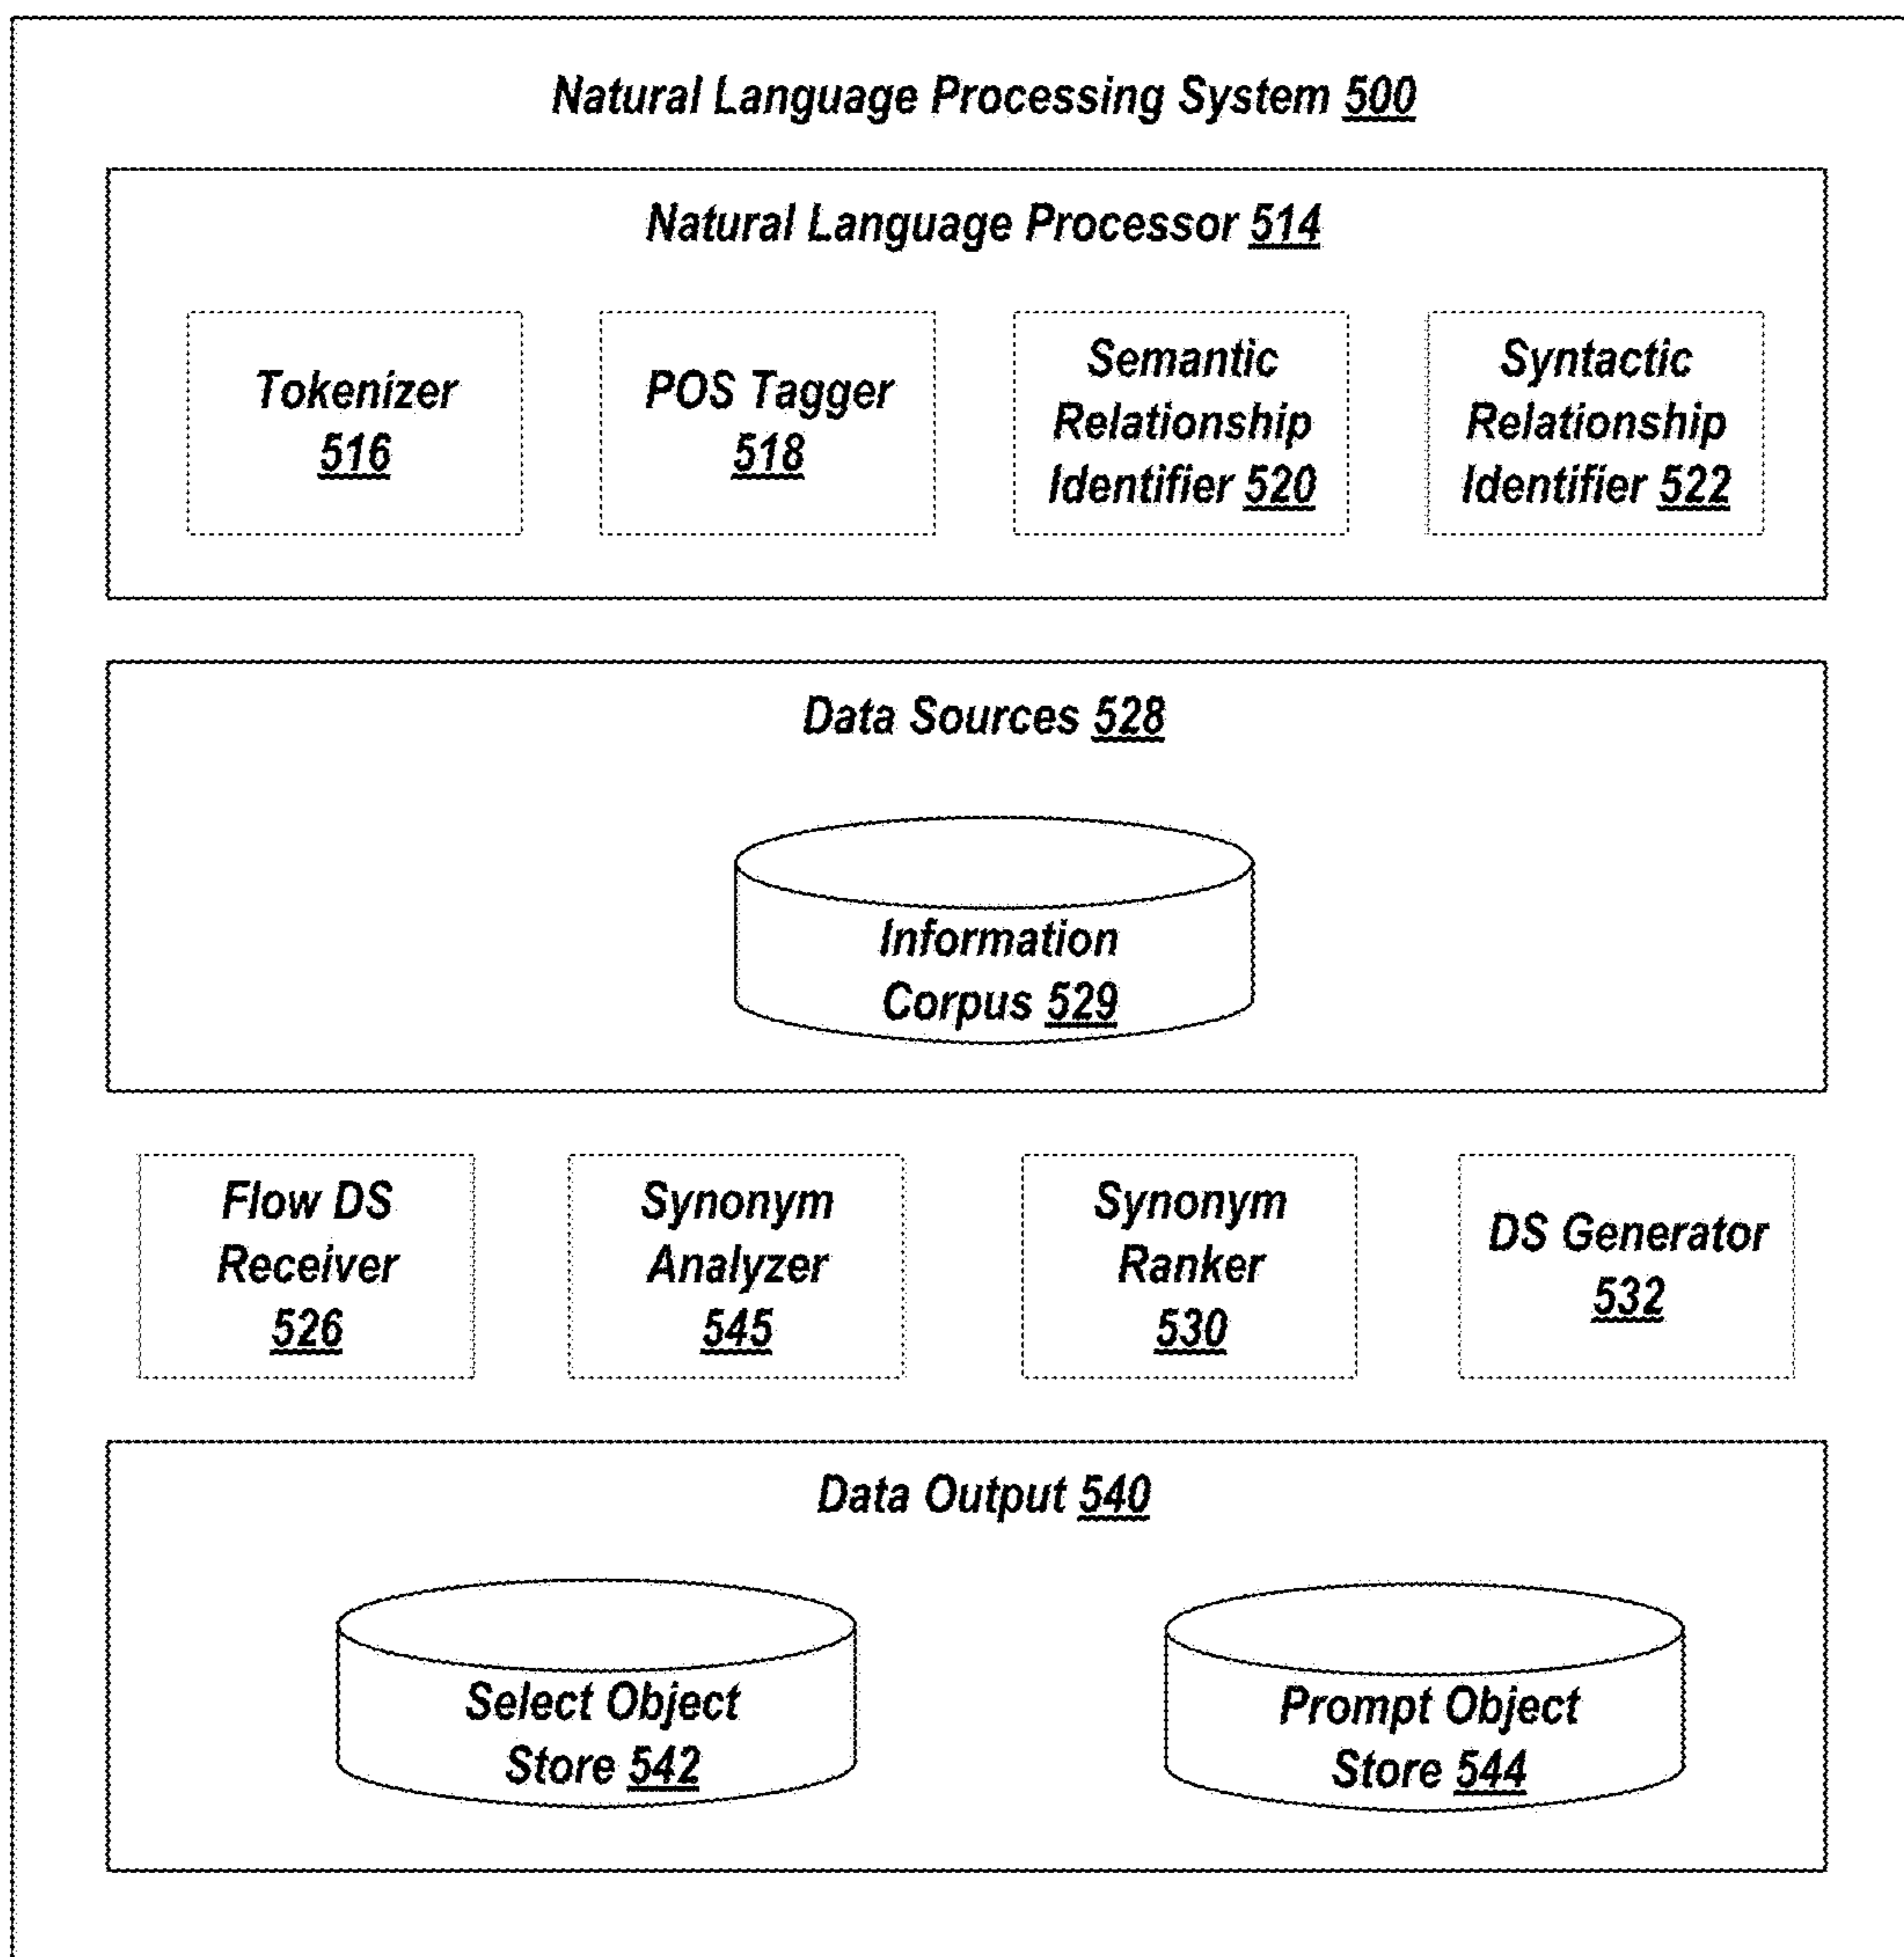 Natural Language Processing System 500
Natural Language Processor 514
Tokenizer
516
POS Tagger
518
Semantic
Relationship
Identifier 520
Syntactic
Relationship
Identifier 522
Data Sources 528
Information
Corpus 529
Flow DS
Receiver
526
Synonym
Analyzer
545
Synonym
Ranker
530
DS Generator
532
Data Output 540
Select Object
Store 542
Prompt Object
Store 544